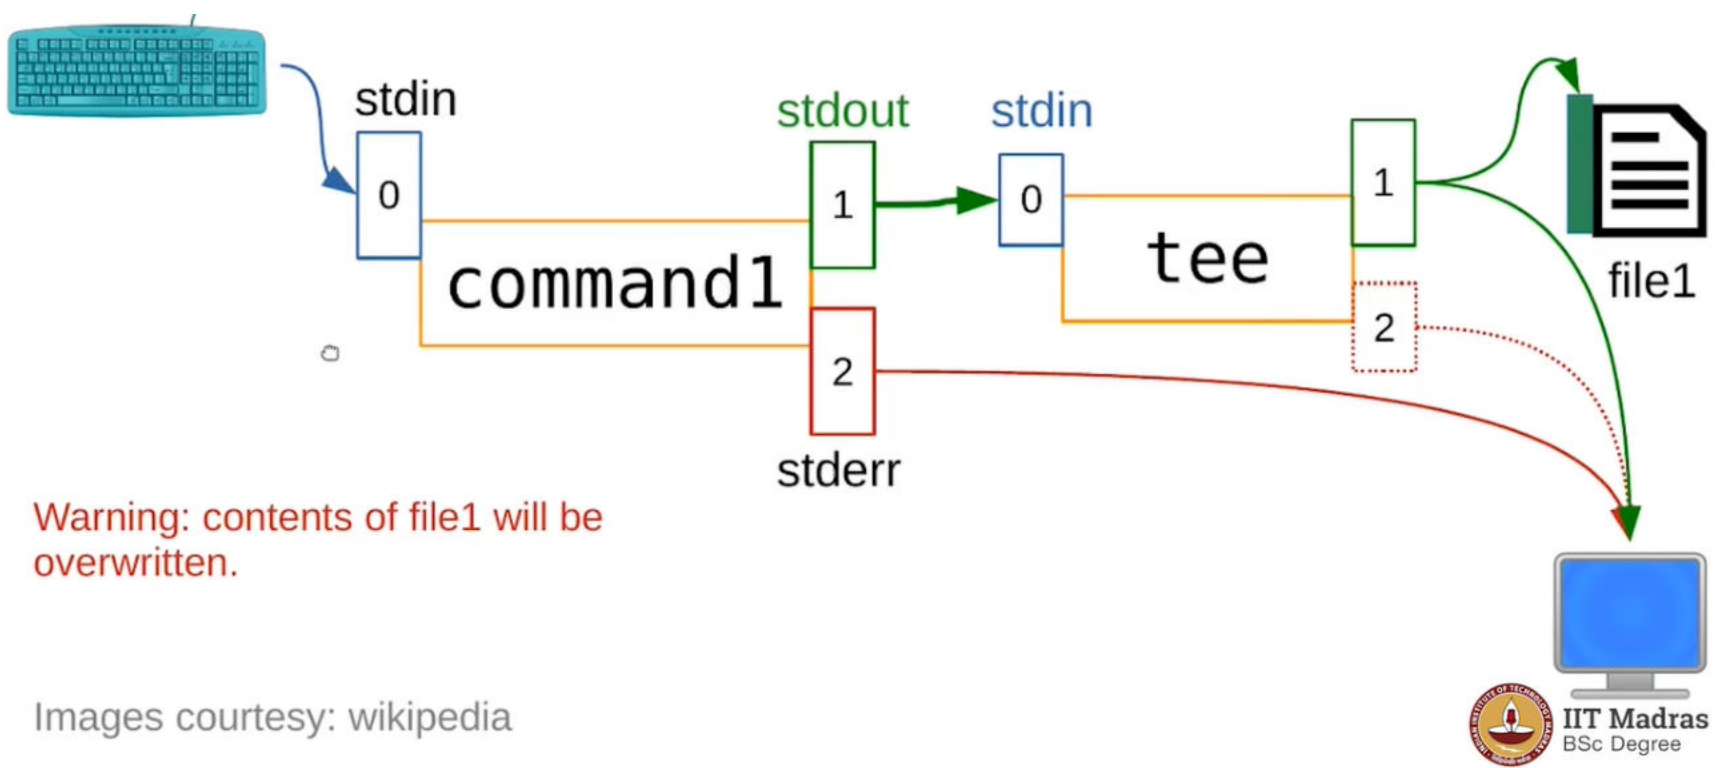 stdin
stdout
stdin
0
1
0
1
command1
tee
file1
2
2
stderr
Warning: contents of file1 will be
overwritten.
Images courtesy: wikipedia
IIT Madras
BSc Degree